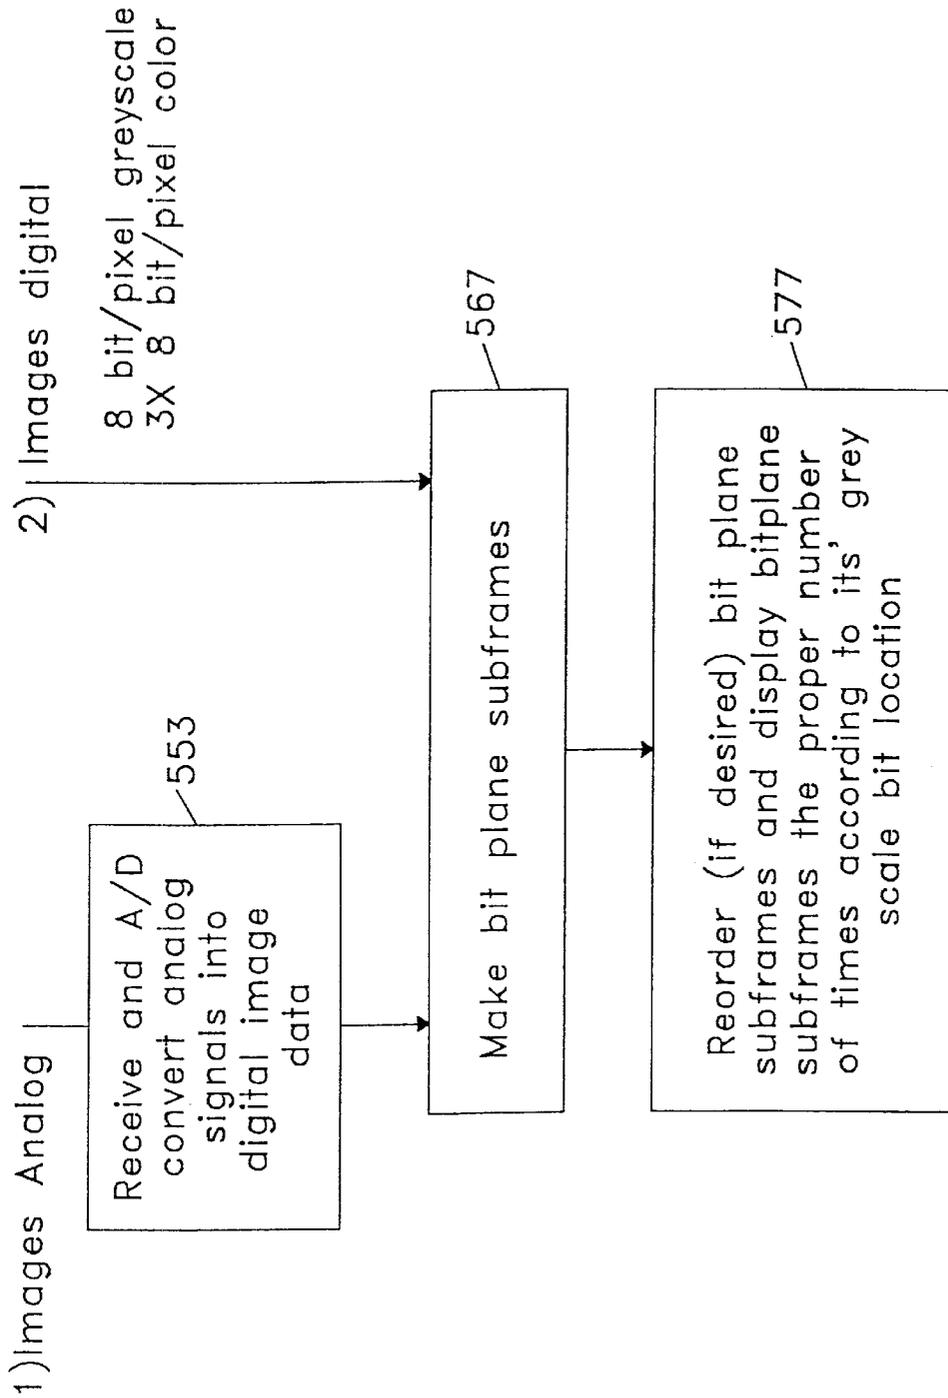 1)Images Analog
2) Images digital
8 bit/pixel greyscale
3X 8 bit/pixel color
Receive and A/D
convert analog
signals into
digital image
data
553
Make bit plane subframes
567
Reorder (if desired) bit plane
subframes and display bitplane
subframes the proper number
of times according to its' grey
scale bit location
577